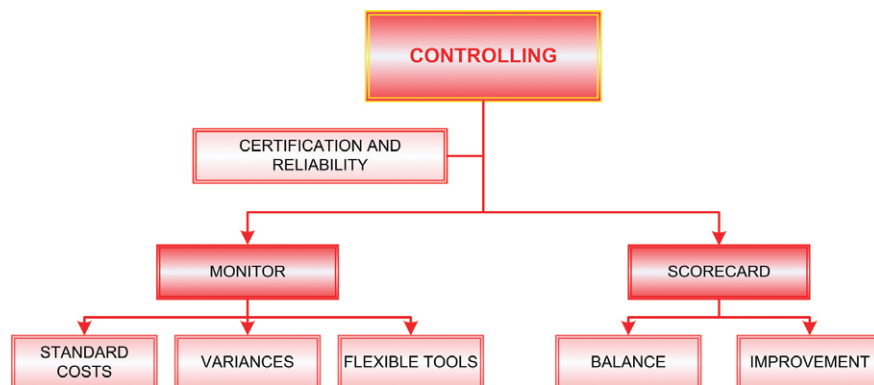 CONTROLLING
CERTIFICATION AND
RELIABILITY
MONITOR
SCORECARD
STANDARD
COSTS
VARIANCES
FLEXIBLE TOOLS
BALANCE
IMPROVEMENT